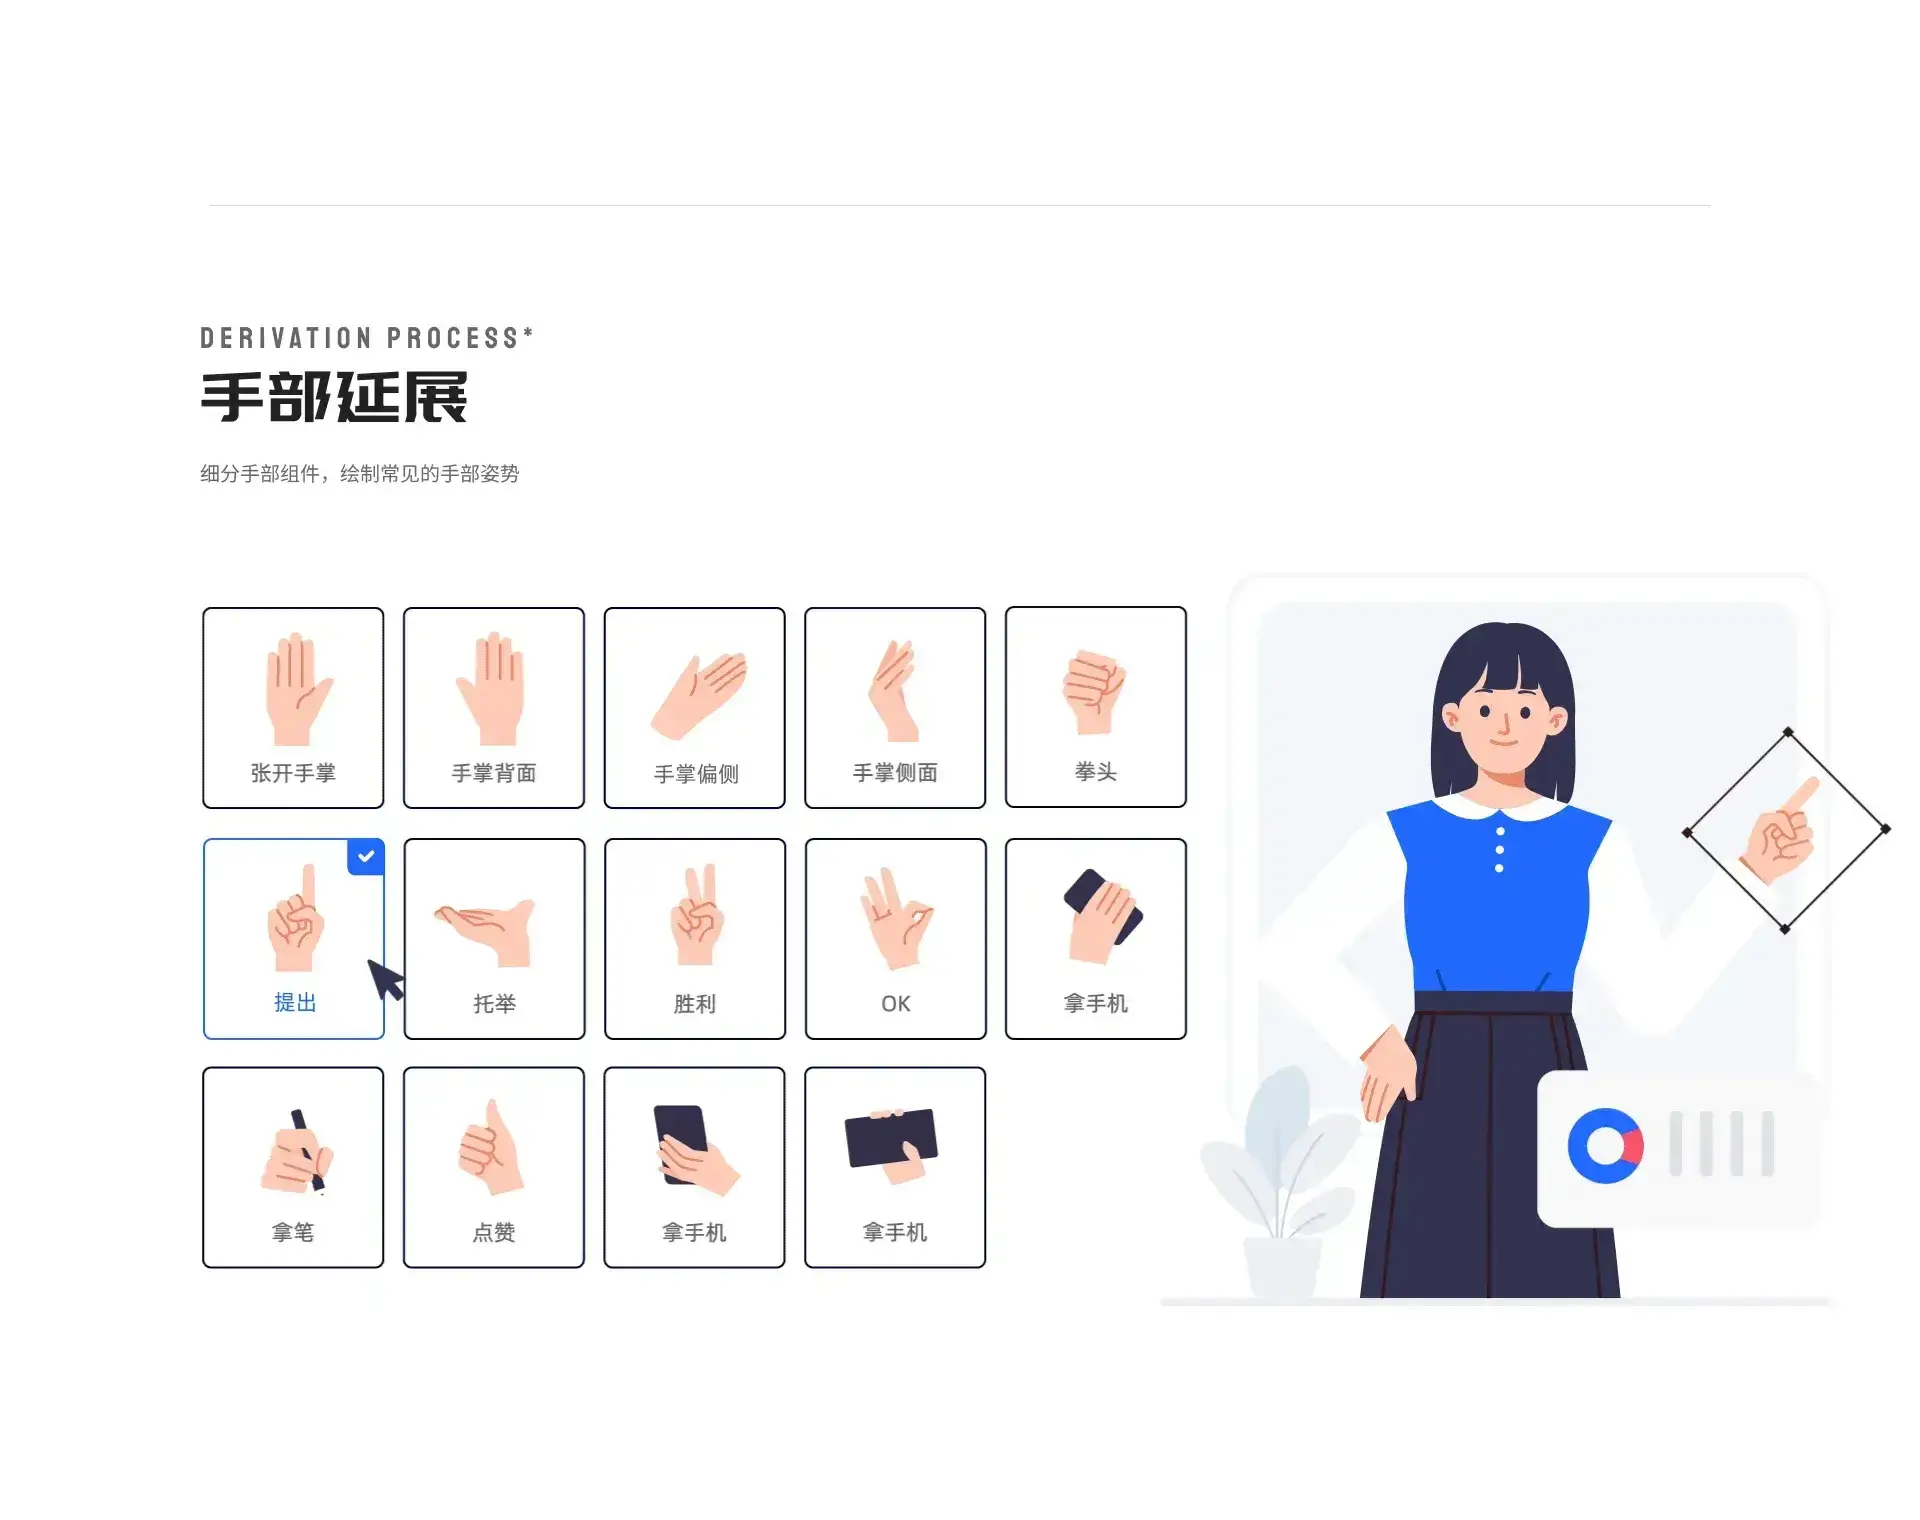 DERIVATION PROCESS*
手部延展
细分手部组件，绘制常见的手部姿势
张开手掌
手掌背面
手掌偏侧
手掌侧面
拳头
提出
托举
胜利
OK
拿手机
拿笔
点赞
拿手机
拿手机